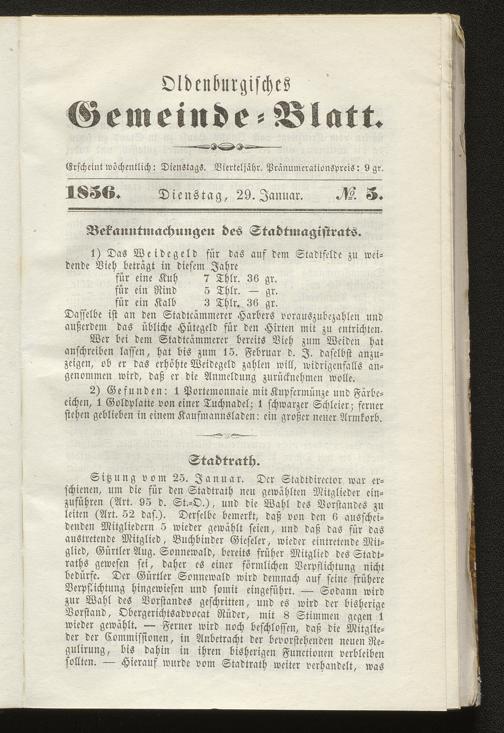 Oldenburgisches
Gemeinde-Blatt.
Erscheint wöchentlich: Dienstags. Vierteljähr. Pränumerationspreis: 9 gr.
1856. Dienstag, 29. Januar. № 5.
Bekanntmachungen des Stadtmagistrats.
1) Das Weidegeld für das auf dem Stadtfelde zu wei-
dende Vieh beträgt in diesem Jahre
für eine Kuh 7 Thlr. 36 gr.
für ein Rind 5 Thlr. — gr.
für ein Kalb 3 Thlr. 36 gr.
Dasselbe ist an den Stadtkämmerer Harbers vorauszubezahlen und
außerdem das übliche Hütegeld für den Hirten mit zu entrichten.
Wer bei dem Stadtkämmerer bereits Vieh zum Weiden hat
anschreiben lassen, hat bis zum 15. Februar d. J. daselbst anzu-
zeigen, ob er das erhöhte Weidegeld zahlen will, widrigenfalls an-
genommen wird, daß er die Anmeldung zurücknehmen wolle.
2) Gefunden: 1 Portemonnaie mit Kupfermünze und Färbe-
eichen, 1 Goldplatte von einer Tuchnadel; 1 schwarzer Schleier; ferner
stehen geblieben in einem Kaufmannsladen: ein großer neuer Armkorb.
Stadtrath.
Sitzung vom 25. Januar. Der Stadtdirector war er-
schienen, um die für den Stadtrath neu gewählten Mitglieder ein-
zuführen (Art. 95 d. St.-O.), und die Wahl des Vorstandes zu
leiten (Art. 52 das.). Derselbe bemerkt, daß von den 6 ausschei-
denden Mitgliedern 5 wieder gewählt seien, und daß das für das
austretende Mitglied, Buchbinder Gieseler, wieder eintretende Mit-
glied, Gürtler Aug. Sonnewald, bereits früher Mitglied des Stadt-
raths gewesen sei, daher es einer förmlichen Verpflichtung nicht
bedürfe. Der Gürtler Sonnewald wird demnach auf seine frühere
Verpflichtung hingewiesen und somit eingeführt. — Sodann wird
zur Wahl des Vorstandes geschritten, und es wird der bisherige
Vorstand, Obergerichtsadvocat Rüder, mit 8 Stimmen gegen 1
wieder gewählt. — Ferner wird noch beschlossen, daß die Mitglie-
der der Commissionen, in Anbetracht der bevorstehenden neuen Re-
gulirung, bis dahin in ihren bisherigen Functionen verbleiben
sollten. — Hierauf wurde vom Stadtrath weiter verhandelt, was